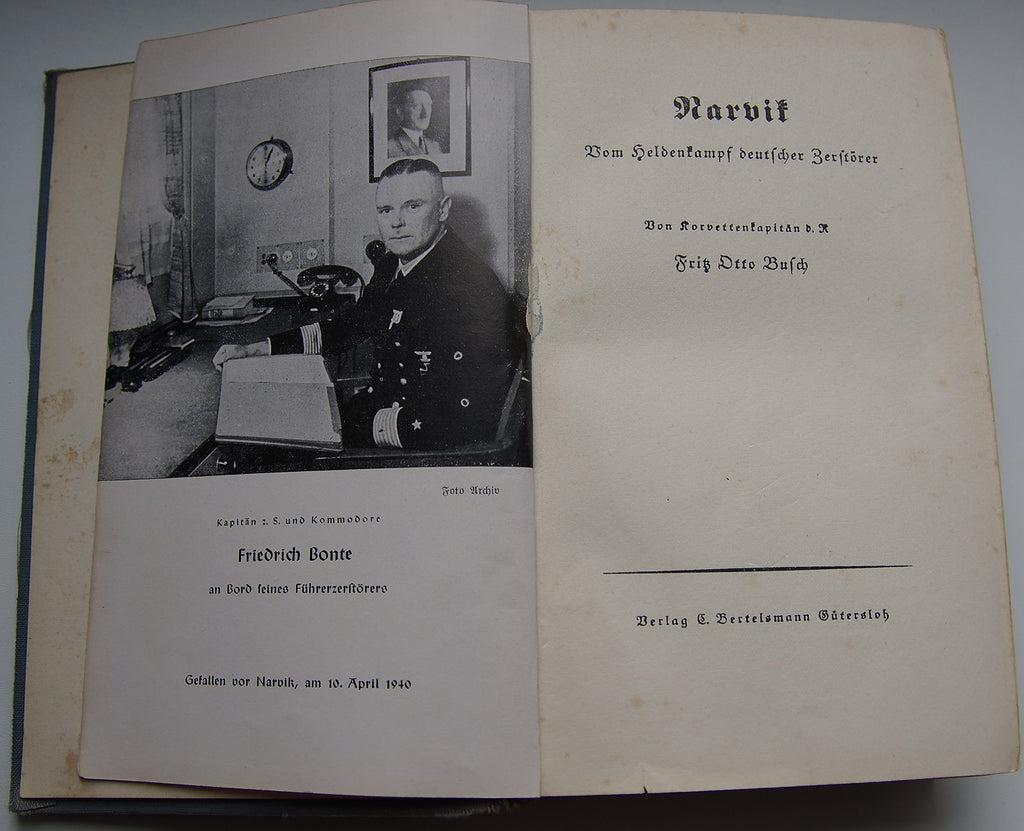 Foto Archiv
Kapitän z. S. und Kommodore
Friedrich Bonte
an Bord seines Führerzerstörers
Gefallen vor Narvik, am 10. April 1940
Narvik
Vom Heldenkampf deutscher Zerstörer
Von Korvettenkapitän d. R
Fritz Otto Busch
Verlag C. Bertelsmann Gütersloh